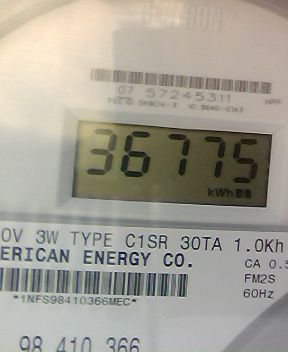 07 57245311
36775
kWh
0V 3W TYPE C1SR 30TA 1.0Kh
ERICAN ENERGY CO.
CA 0.5
FM2S
60Hz
*1NFS98410366MEC*
98 410 366